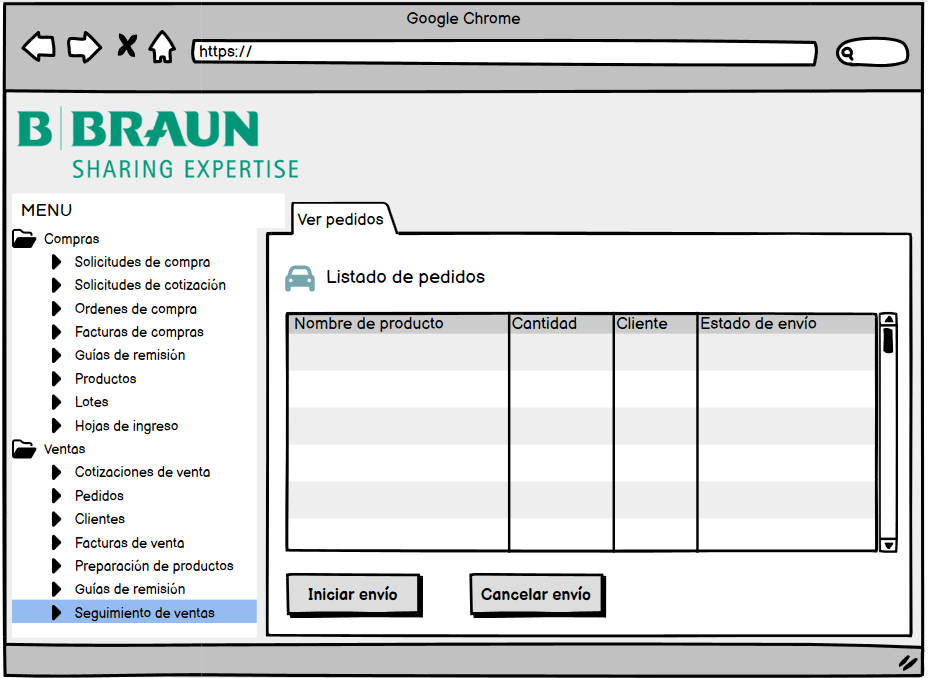 Google Chrome
https://
B BRAUN
SHARING EXPERTISE
MENU
Compras
Solicitudes de compra
Solicitudes de cotización
Ordenes de compra
Facturas de compras
Guías de remisión
Productos
Lotes
Hojas de ingreso
Ventas
Cotizaciones de venta
Pedidos
Clientes
Facturas de venta
Preparación de productos
Guías de remisión
Seguimiento de ventas
Ver pedidos
Listado de pedidos
Nombre de producto Cantidad Cliente Estado de envío
Iniciar envío Cancelar envío